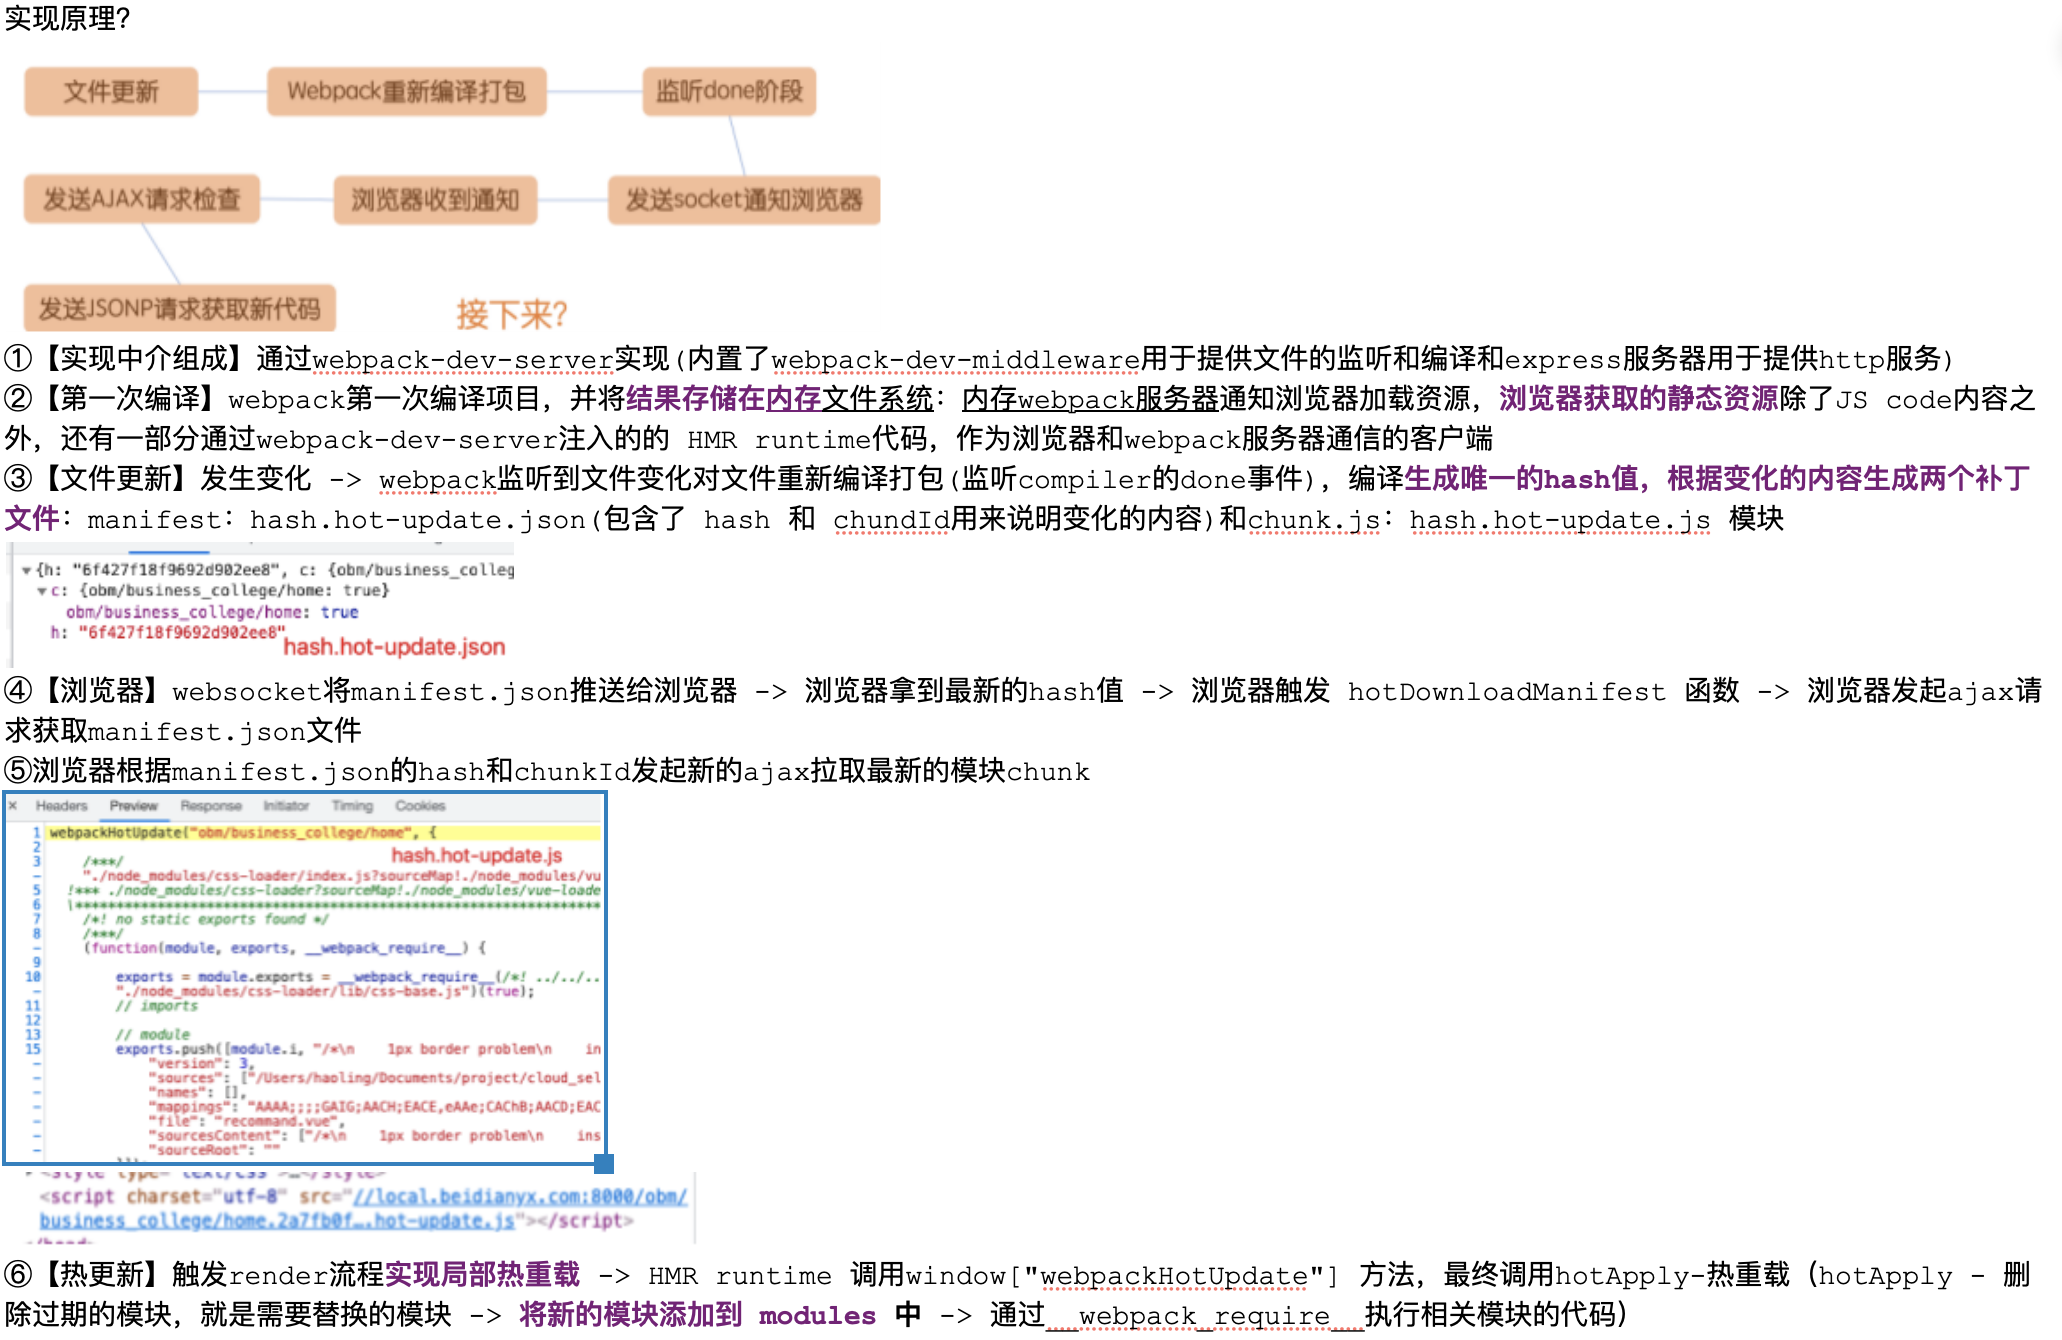 实现原理？
文件更新
Webpack重新编译打包
监听done阶段
发送AJAX请求检查
浏览器收到通知
发送socket通知浏览器
发送JSONP请求获取新代码
接下来?
①【实现中介组成】通过webpack-dev-server实现(内置了webpack-dev-middleware用于提供文件的监听和编译和express服务器用于提供http服务)
②【第一次编译】webpack第一次编译项目，并将结果存储在内存文件系统：内存webpack服务器通知浏览器加载资源，浏览器获取的静态资源除了JS code内容之
外，还有一部分通过webpack-dev-server注入的的 HMR runtime代码，作为浏览器和webpack服务器通信的客户端
③【文件更新】发生变化 -> webpack监听到文件变化对文件重新编译打包(监听compiler的done事件)，编译生成唯一的hash值，根据变化的内容生成两个补丁
文件：manifest：hash.hot-update.json(包含了 hash 和 chundId用来说明变化的内容)和chunk.js：hash.hot-update.js 模块
{h: "6f427f18f9692d902ee8", c: {obm/business_colleg
c: {obm/business_college/home: true}
obm/business_college/home: true
h: "6f427f18f9692d902ee8"
hash.hot-update.json
④【浏览器】websocket将manifest.json推送给浏览器 -> 浏览器拿到最新的hash值 -> 浏览器触发 hotDownloadManifest 函数 -> 浏览器发起ajax请
求获取manifest.json文件
⑤浏览器根据manifest.json的hash和chunkId发起新的ajax拉取最新的模块chunk
× Headers Preview Response Initiator Timing Cookies
1 webpackHotUpdate("obm/business_college/home", {
2
hash.hot-update.js
3 /***/
- "./node_modules/css-loader/index.js?sourceMap!./node_modules/vu
5 !*** ./node_modules/css-loader?sourceMap!./node_modules/vue-loade
6 \***********************************************************
7 /*! no static exports found */
8 /***/
- (function(module, exports, __webpack_require__) {
9
10 exports = module.exports = __webpack_require__(/*! ../../..
- "./node_modules/css-loader/lib/css-base.js")(true);
11 // imports
12
13 // module
15 exports.push([module.i, "/*\n    1px border problem\n    in
- "version": 3,
- "sources": ["/Users/haoling/Documents/project/cloud_sel
- "names": [],
- "mappings": "AAAA;;;;GAIG;AACH;EACE,eAAe;CAChB;AACD;EAC
- "file": "recommand.vue",
- "sourcesContent": ["/*\n    1px border problem\n    ins
- "sourceRoot": ""
<style type="text/css">…</style>
<script charset="utf-8" src="//local.beidianyx.com:8000/obm/
business_college/home.2a7fb0f….hot-update.js"></script>
⑥【热更新】触发render流程实现局部热重载 -> HMR runtime 调用window["webpackHotUpdate"] 方法，最终调用hotApply-热重载（hotApply - 删
除过期的模块，就是需要替换的模块 -> 将新的模块添加到 modules 中 -> 通过__webpack_require__执行相关模块的代码）